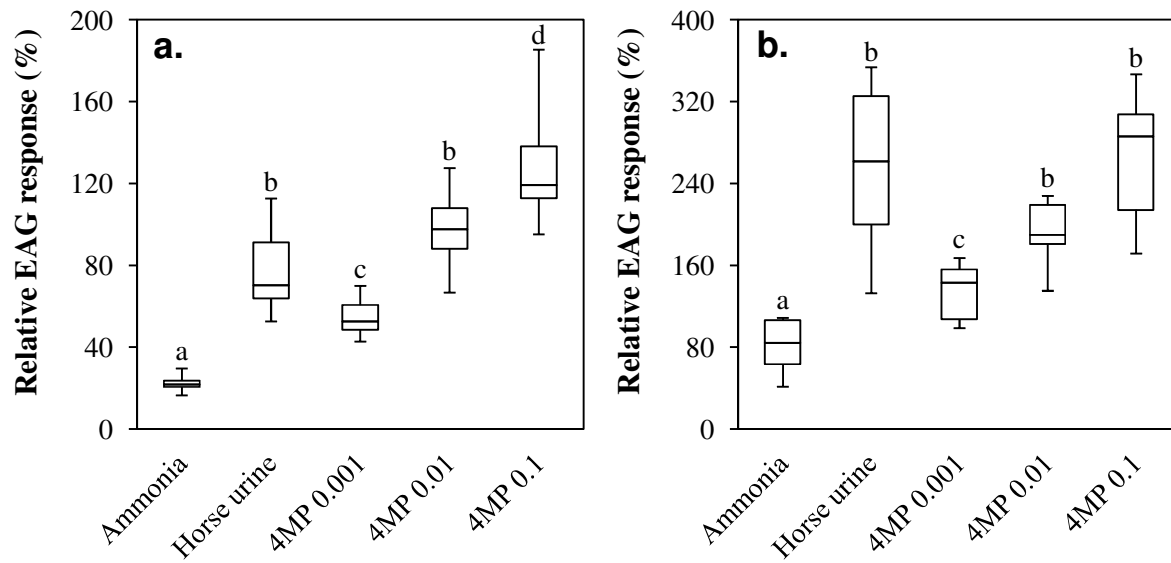 a.
Relative EAG response (%)
200
160
120
80
40
0
a
b
c
b
d
Ammonia
Horse urine
4MP 0.001
4MP 0.01
4MP 0.1
b.
Relative EAG response (%)
400
320
240
160
80
0
a
b
c
b
b
Ammonia
Horse urine
4MP 0.001
4MP 0.01
4MP 0.1